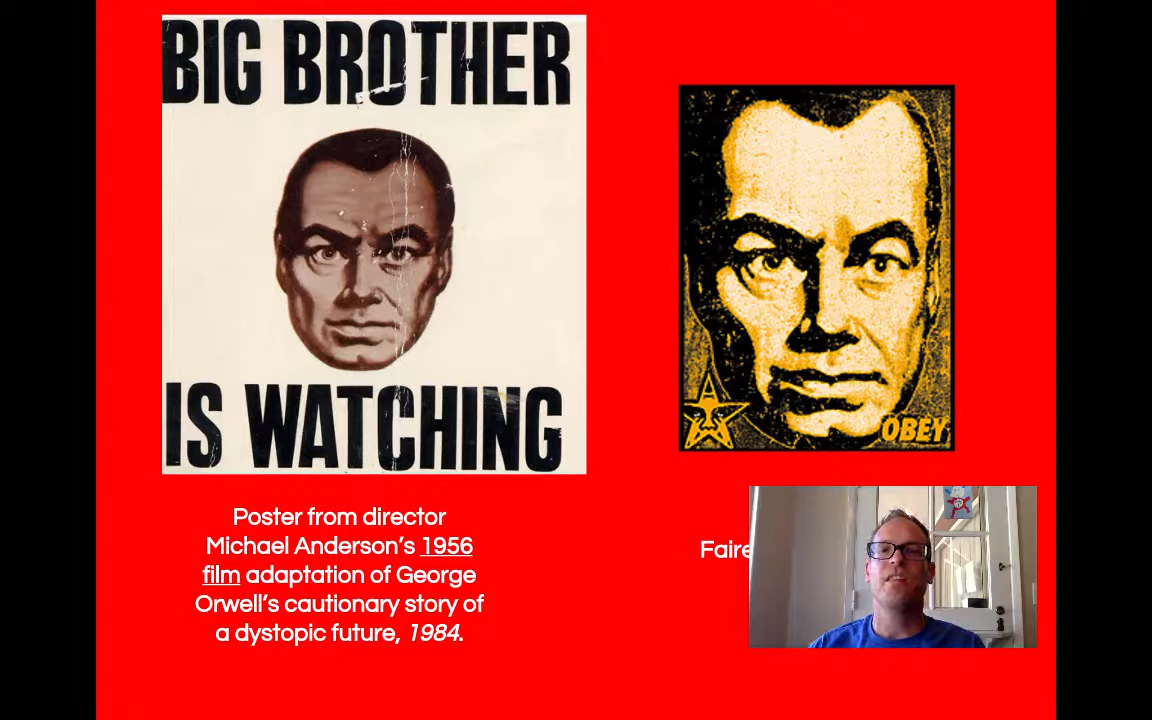 BIG BROTHER
IS WATCHING
OBEY
Poster from director
Michael Anderson’s 1956
film adaptation of George
Orwell’s cautionary story of
a dystopic future, 1984.